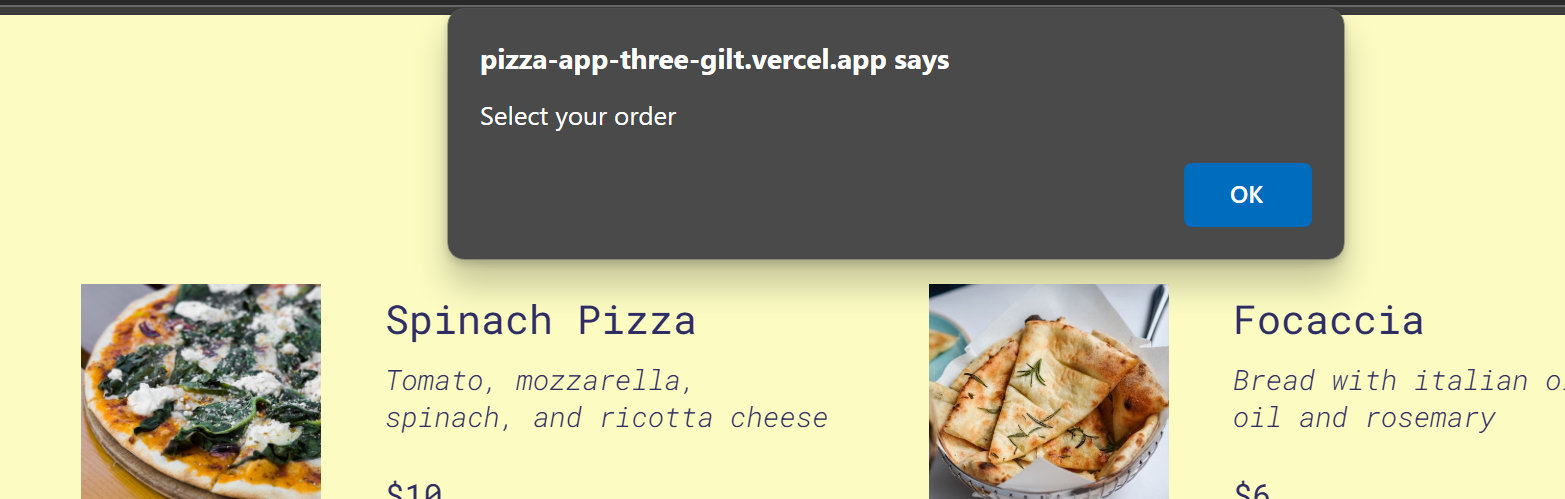 pizza-app-three-gilt.vercel.app says
Select your order
OK
Spinach Pizza
Tomato, mozzarella,
spinach, and ricotta cheese
$10
Focaccia
Bread with italian
oil and rosemary
$6